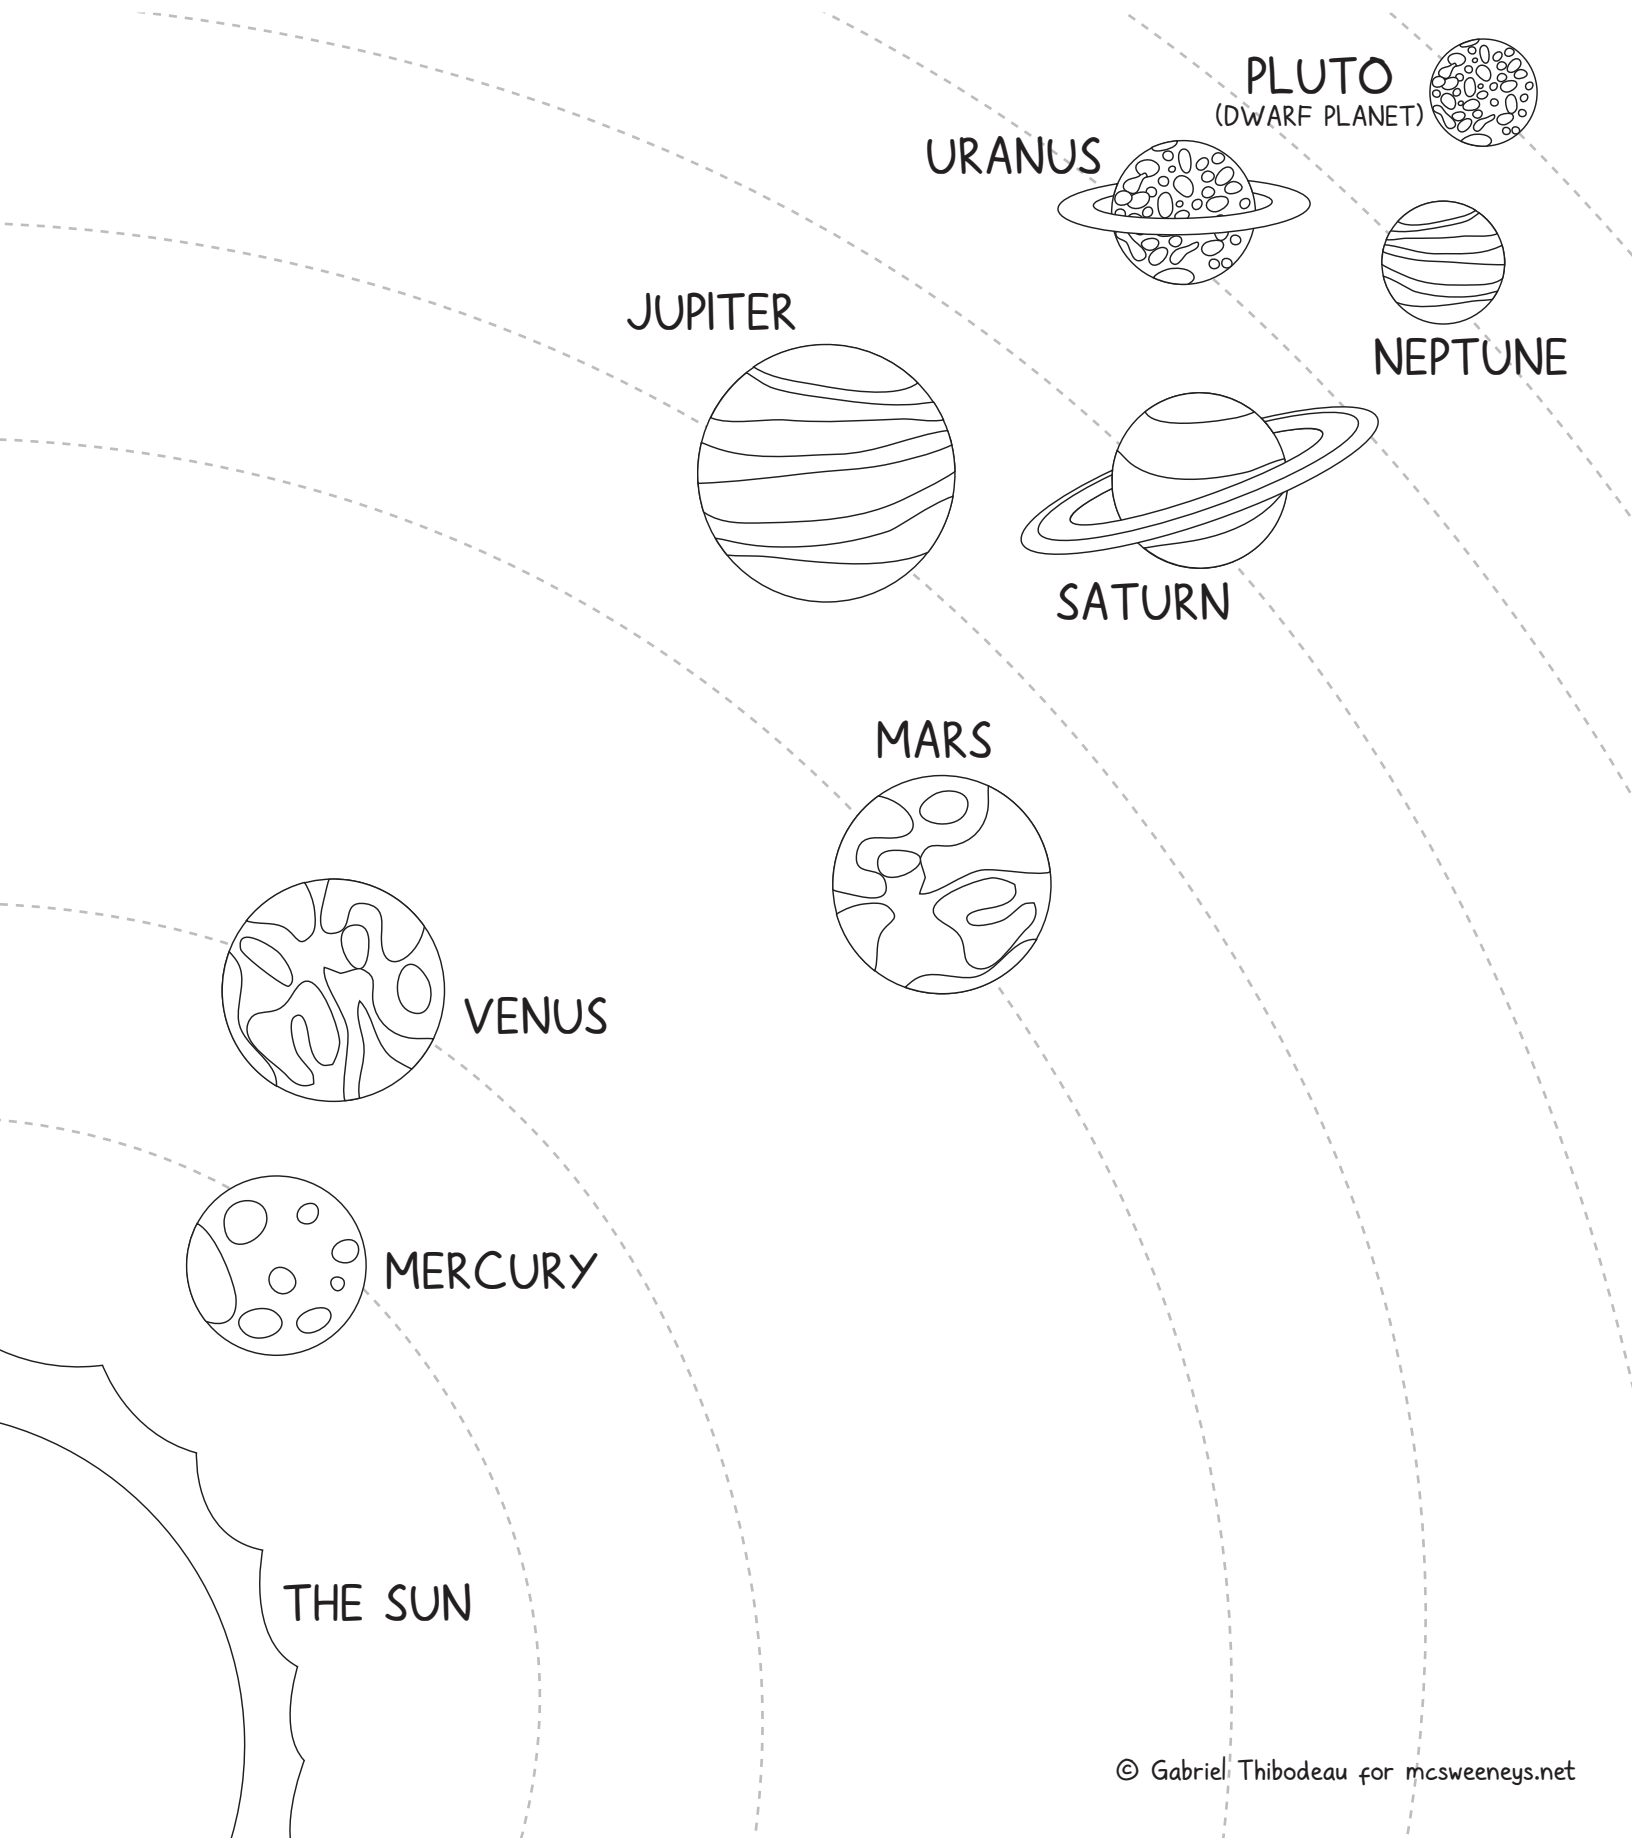 PLUTO
(DWARF PLANET)
URANUS
NEPTUNE
JUPITER
SATURN
MARS
VENUS
MERCURY
THE SUN
© Gabriel Thibodeau for mcsweeneys.net